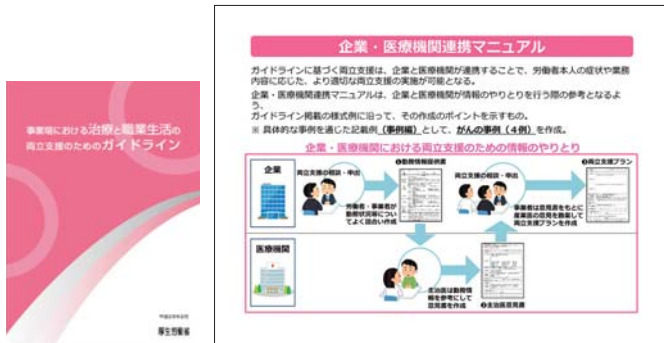 事業場における治療と職業生活の
両立支援のためのガイドライン
厚生労働省
企業・医療機関連携マニュアル
ガイドラインに基づく両立支援は、企業と医療機関が連携することで、労働者本人の症状や業務
内容に応じた、より適切な両立支援の実施が可能となる。
企業・医療機関連携マニュアルは、企業と医療機関が情報のやりとりを行う際の参考となるよ
う、
ガイドライン掲載の様式例に沿って、その作成のポイントを示すもの。
※ 具体的な事例を通じた記載例（事例編）として、がんの事例（４例）を作成。
企業・医療機関における両立支援のための情報のやりとり
企業
両立支援の相談・申出
❶勤務情報提供書
労働者・事業者が
勤務状況等につい
てよく話合い作成
両立支援の相談・申出
❸両立支援プラン
事業者は意見書をもとに
産業医の意見を勘案して
両立支援プランを作成
医療機関
主治医は勤務情
報を参考にして
意見書を作成
❷主治医意見書